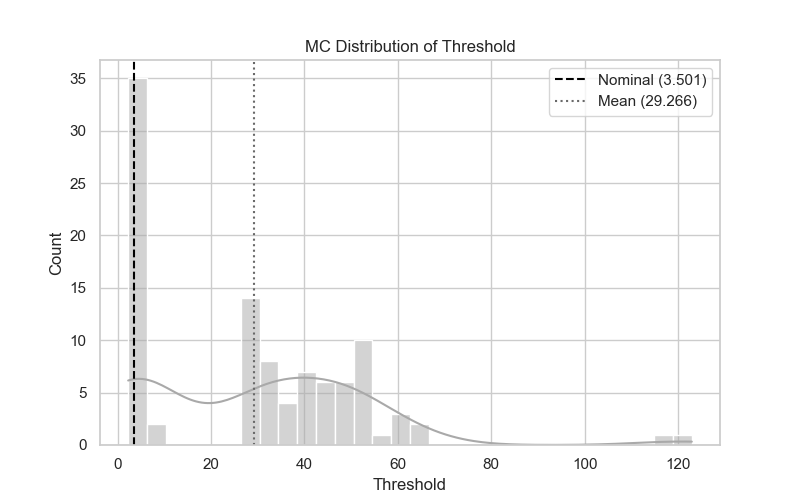 MC Distribution of Threshold
Nominal (3.501)
Mean (29.266)
35
30
25
20
15
10
5
0
Count
0 20 40 60 80 100 120
Threshold